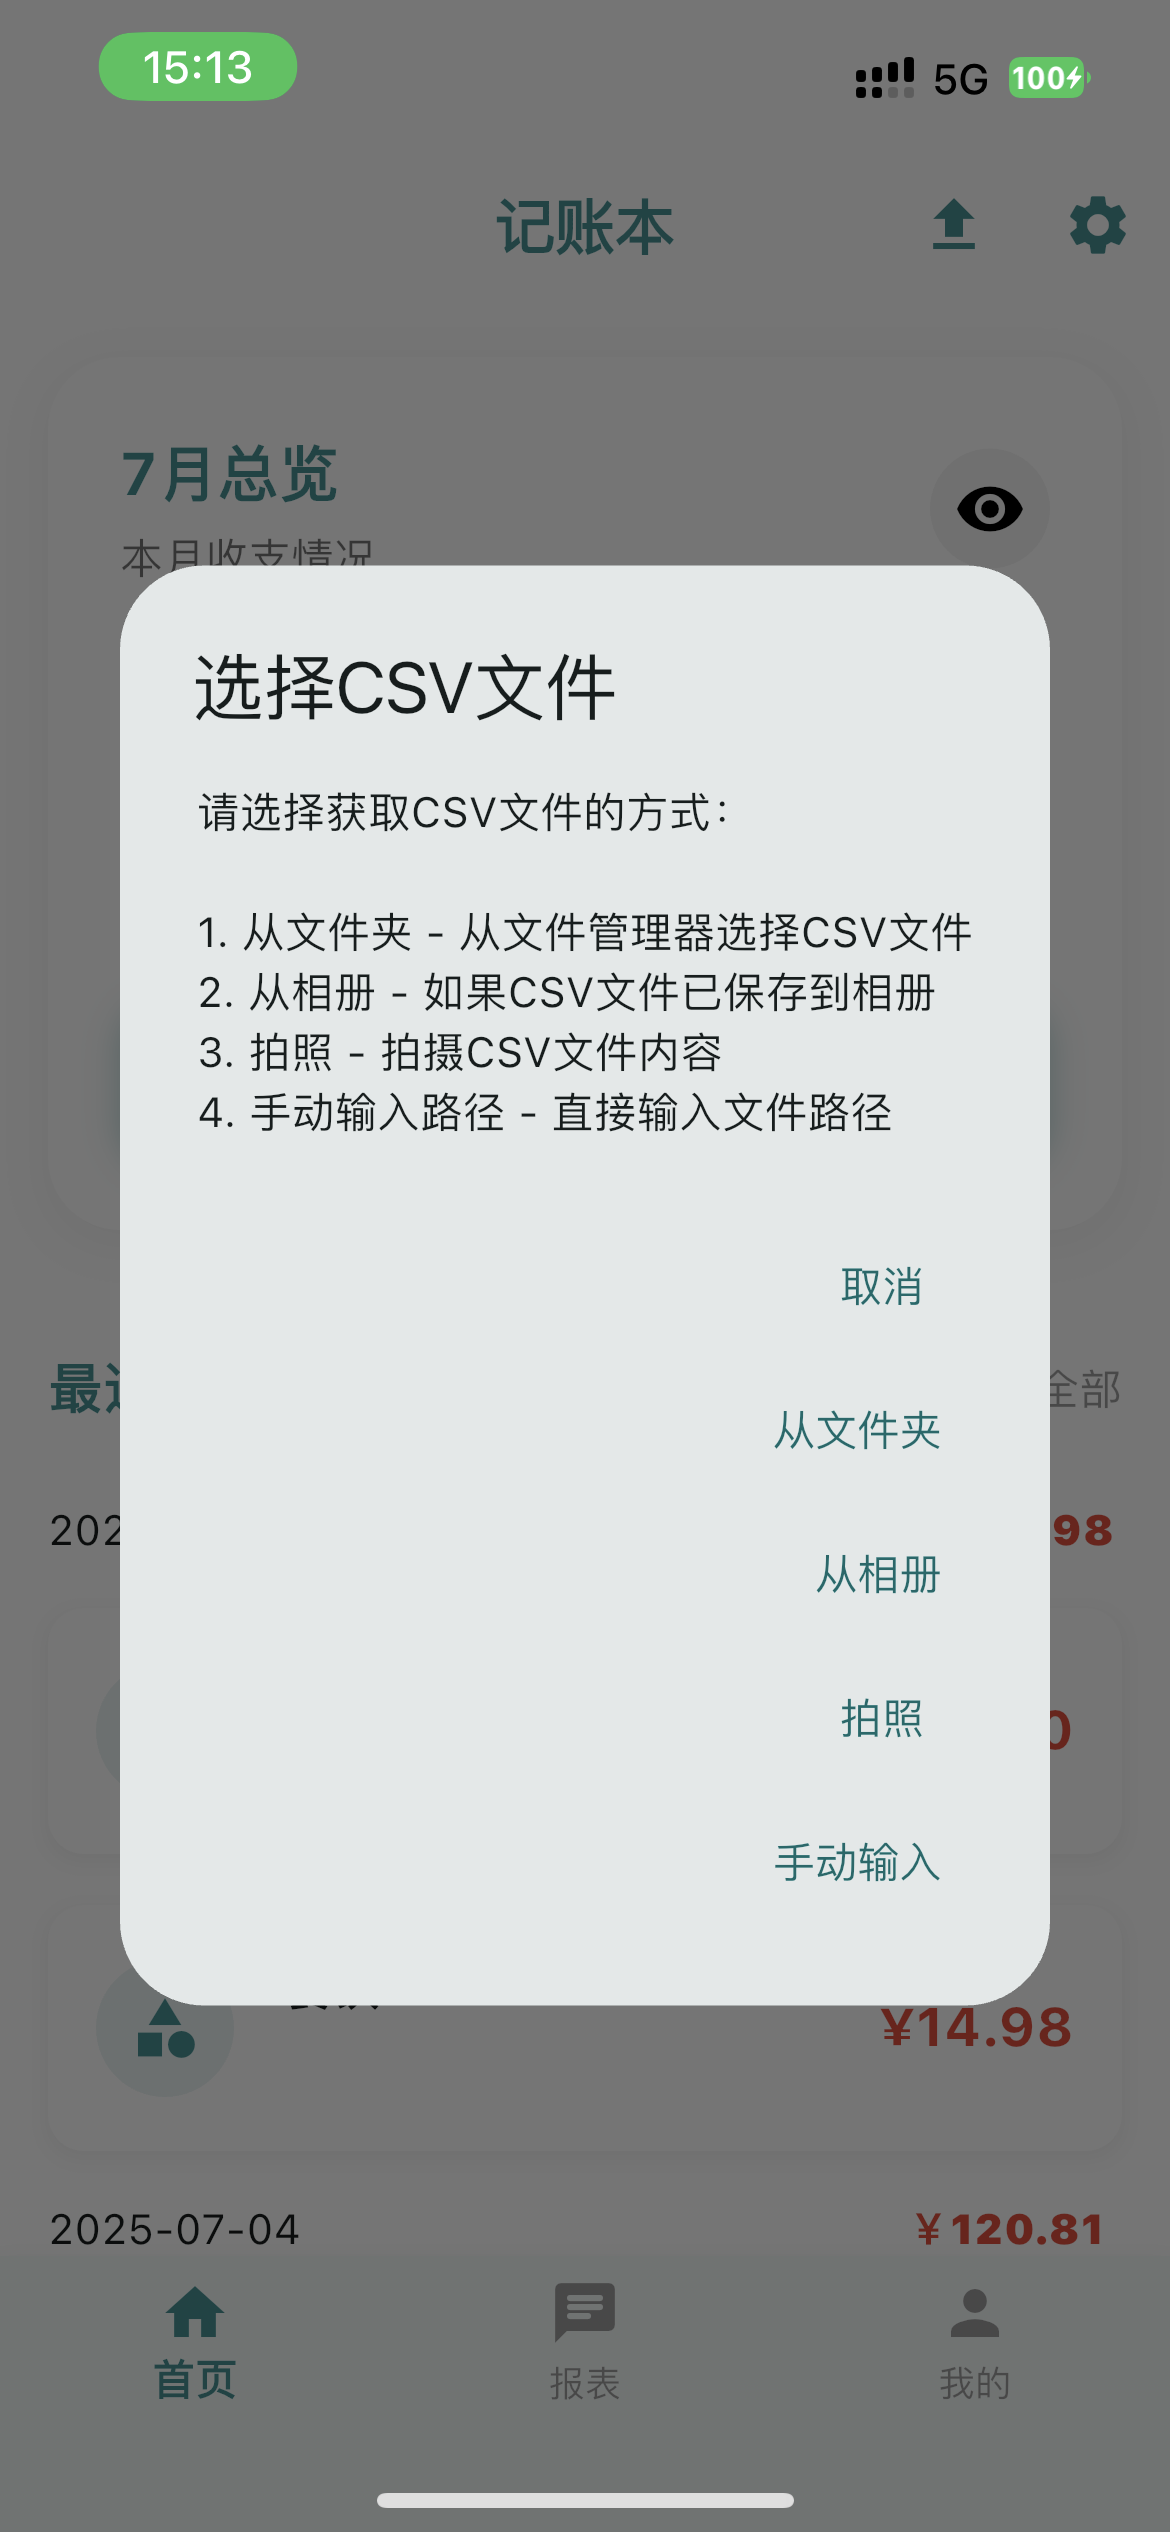 15:13
5G
100
记账本
7月总览
本月收支情况
选择CSV文件
请选择获取CSV文件的方式：
1. 从文件夹 - 从文件管理器选择CSV文件
2. 从相册 - 如果CSV文件已保存到相册
3. 拍照 - 拍摄CSV文件内容
4. 手动输入路径 - 直接输入文件路径
取消
从文件夹
从相册
拍照
手动输入
最
全部
202
98
0
¥14.98
2025-07-04
¥120.81
首页
报表
我的